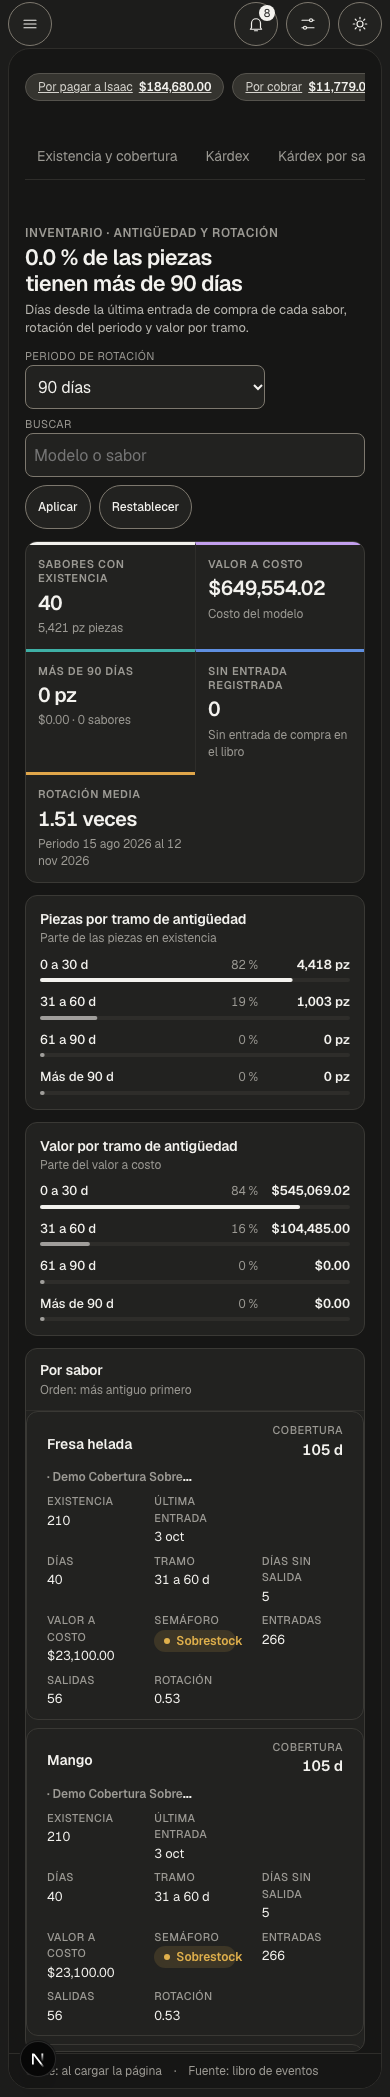 8
Por pagar a Isaac $184,680.00 Por cobrar $11,779.0
Existencia y cobertura Kárdex Kárdex por sa
INVENTARIO · ANTIGÜEDAD Y ROTACIÓN
0.0 % de las piezas
tienen más de 90 días
Días desde la última entrada de compra de cada sabor,
rotación del periodo y valor por tramo.
PERIODO DE ROTACIÓN
90 días
BUSCAR
Modelo o sabor
Aplicar Restablecer
SABORES CON
EXISTENCIA
40
5,421 pz piezas
VALOR A COSTO
$649,554.02
Costo del modelo
MÁS DE 90 DÍAS
0 pz
$0.00 · 0 sabores
SIN ENTRADA
REGISTRADA
0
Sin entrada de compra en
el libro
ROTACIÓN MEDIA
1.51 veces
Periodo 15 ago 2026 al 12
nov 2026
Piezas por tramo de antigüedad
Parte de las piezas en existencia
0 a 30 d 82 % 4,418 pz
31 a 60 d 19 % 1,003 pz
61 a 90 d 0 % 0 pz
Más de 90 d 0 % 0 pz
Valor por tramo de antigüedad
Parte del valor a costo
0 a 30 d 84 % $545,069.02
31 a 60 d 16 % $104,485.00
61 a 90 d 0 % $0.00
Más de 90 d 0 % $0.00
Por sabor
Orden: más antiguo primero
Fresa helada
COBERTURA
105 d
· Demo Cobertura Sobre...
EXISTENCIA
210
ÚLTIMA
ENTRADA
3 oct
DÍAS
40
TRAMO
31 a 60 d
DÍAS SIN
SALIDA
5
VALOR A
COSTO
$23,100.00
SEMÁFORO
Sobrestock
ENTRADAS
266
SALIDAS
56
ROTACIÓN
0.53
Mango
COBERTURA
105 d
· Demo Cobertura Sobre...
EXISTENCIA
210
ÚLTIMA
ENTRADA
3 oct
DÍAS
40
TRAMO
31 a 60 d
DÍAS SIN
SALIDA
5
VALOR A
COSTO
$23,100.00
SEMÁFORO
Sobrestock
ENTRADAS
266
SALIDAS
56
ROTACIÓN
0.53
N
: al cargar la página · Fuente: libro de eventos